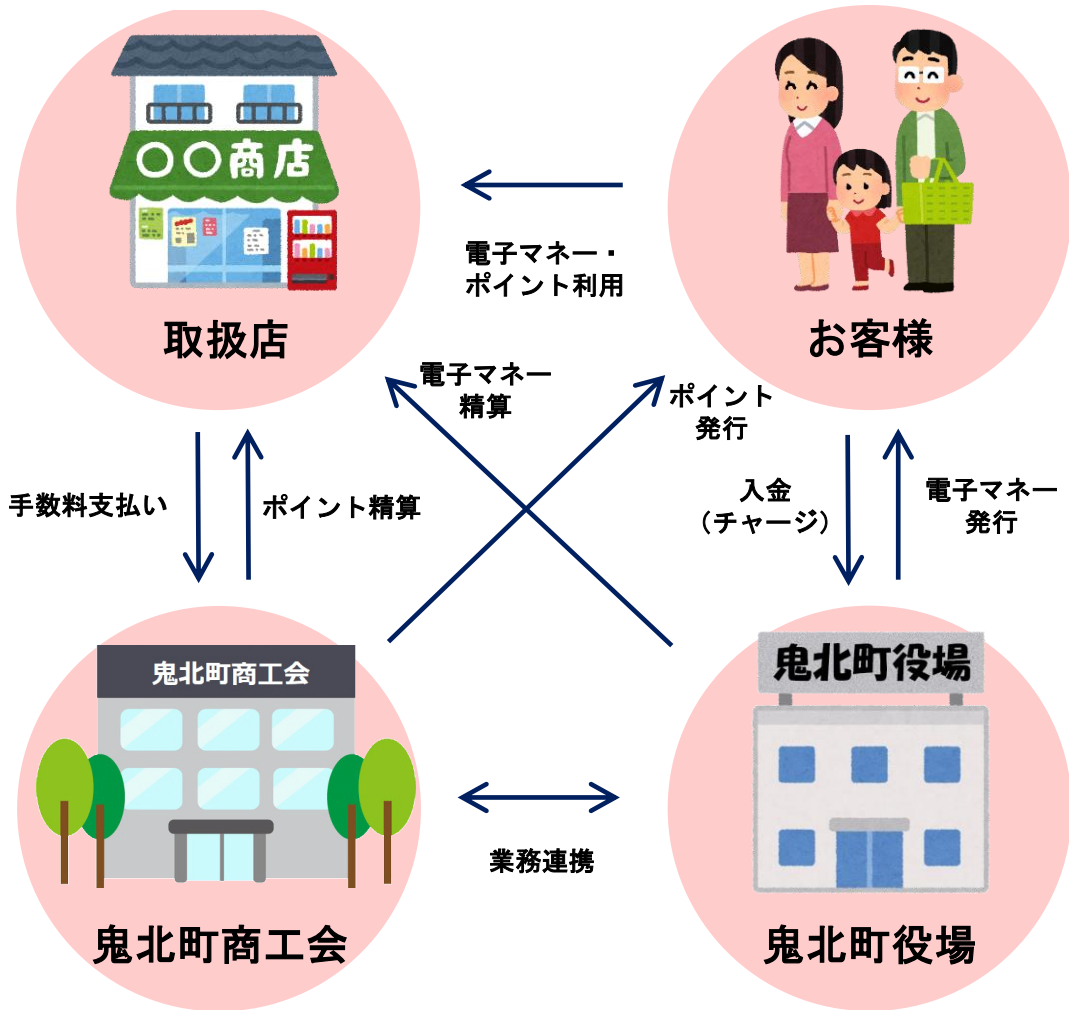 〇〇商店
取扱店
お客様
電子マネー・
ポイント利用
電子マネー
精算
ポイント
発行
手数料支払い
ポイント精算
入金
（チャージ）
電子マネー
発行
鬼北町商工会
鬼北町役場
業務連携
鬼北町商工会
鬼北町役場